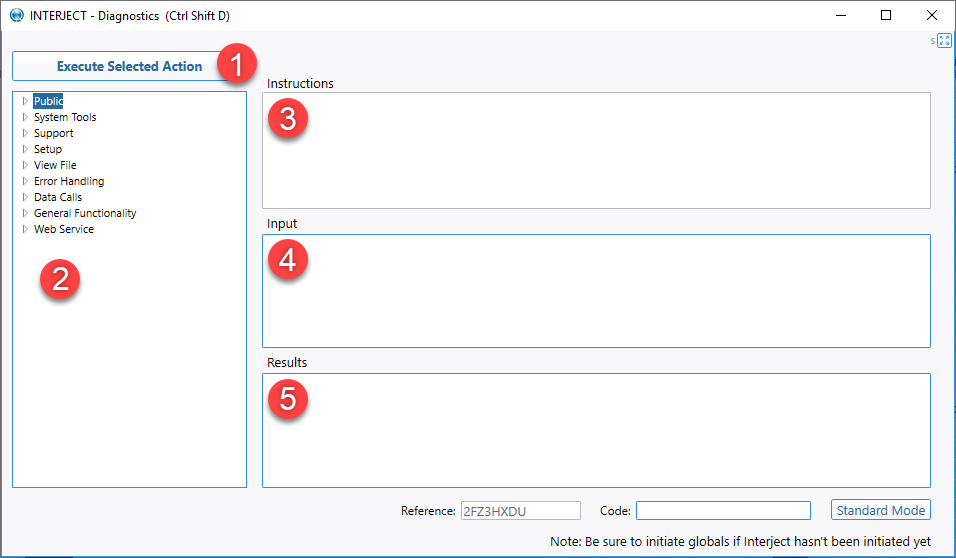 INTERJECT - Diagnostics (Ctrl Shift D)
s
Execute Selected Action
1
Public
System Tools
Support
Setup
View File
Error Handling
Data Calls
General Functionality
Web Service
2
Instructions
3
Input
4
Results
5
Reference: 2FZ3HXDU Code: Standard Mode
Note: Be sure to initiate globals if Interject hasn't been initiated yet